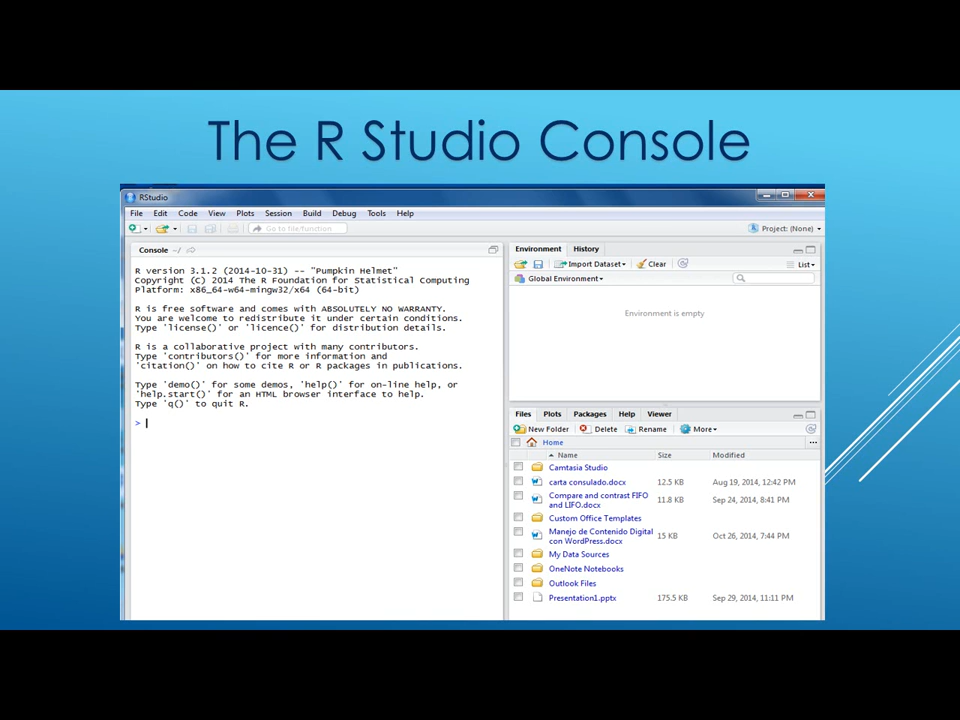 The R Studio Console
RStudio
File Edit Code View Plots Session Build Debug Tools Help
Go to file/function
Project: (None)
Console ~/
R version 3.1.2 (2014-10-31) -- "Pumpkin Helmet"
Copyright (C) 2014 The R Foundation for Statistical Computing
Platform: x86_64-w64-mingw32/x64 (64-bit)
R is free software and comes with ABSOLUTELY NO WARRANTY.
You are welcome to redistribute it under certain conditions.
Type 'license()' or 'licence()' for distribution details.
R is a collaborative project with many contributors.
Type 'contributors()' for more information and
'citation()' on how to cite R or R packages in publications.
Type 'demo()' for some demos, 'help()' for on-line help, or
'help.start()' for an HTML browser interface to help.
Type 'q()' to quit R.
>
Environment History
Import Dataset Clear List
Global Environment
Environment is empty
Files Plots Packages Help Viewer
New Folder Delete Rename More
Home ...
Name Size Modified
Camtasia Studio
carta consulado.docx 12.5 KB Aug 19, 2014, 12:42 PM
Compare and contrast FIFO
and LIFO.docx 11.8 KB Sep 24, 2014, 8:41 PM
Custom Office Templates
Manejo de Contenido Digital
con WordPress.docx 15 KB Oct 26, 2014, 7:44 PM
My Data Sources
OneNote Notebooks
Outlook Files
Presentation1.pptx 175.5 KB Sep 29, 2014, 11:11 PM